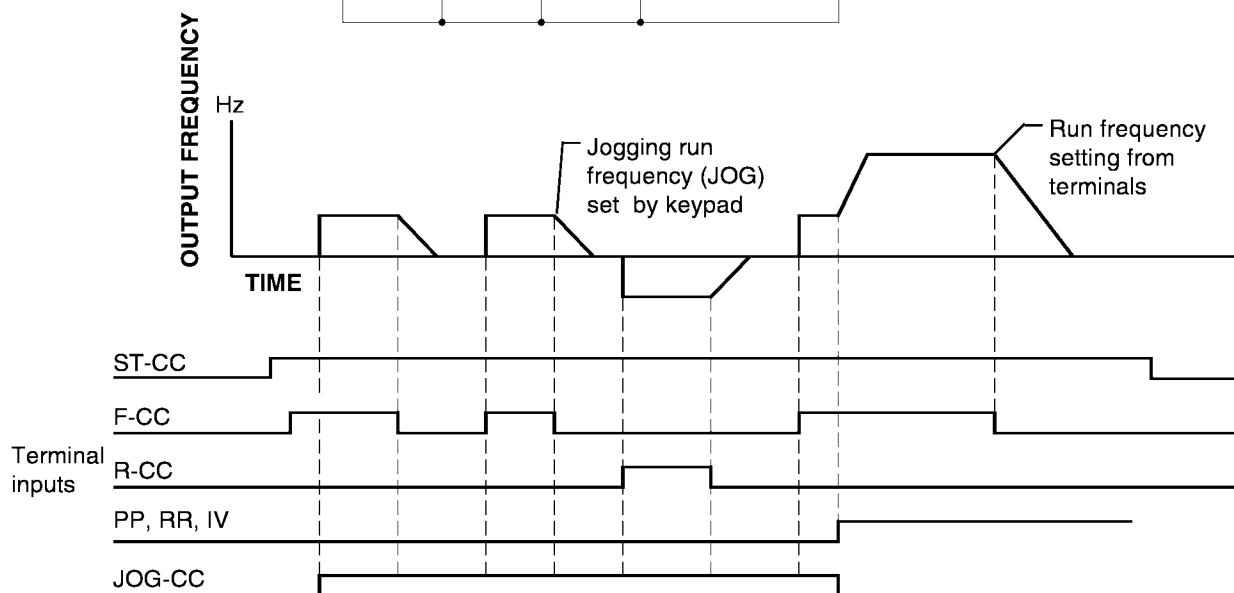 OUTPUT FREQUENCY
Hz
Jogging run
frequency (JOG)
set by keypad
Run frequency
setting from
terminals
TIME
ST-CC
F-CC
Terminal
inputs
R-CC
PP, RR, IV
JOG-CC